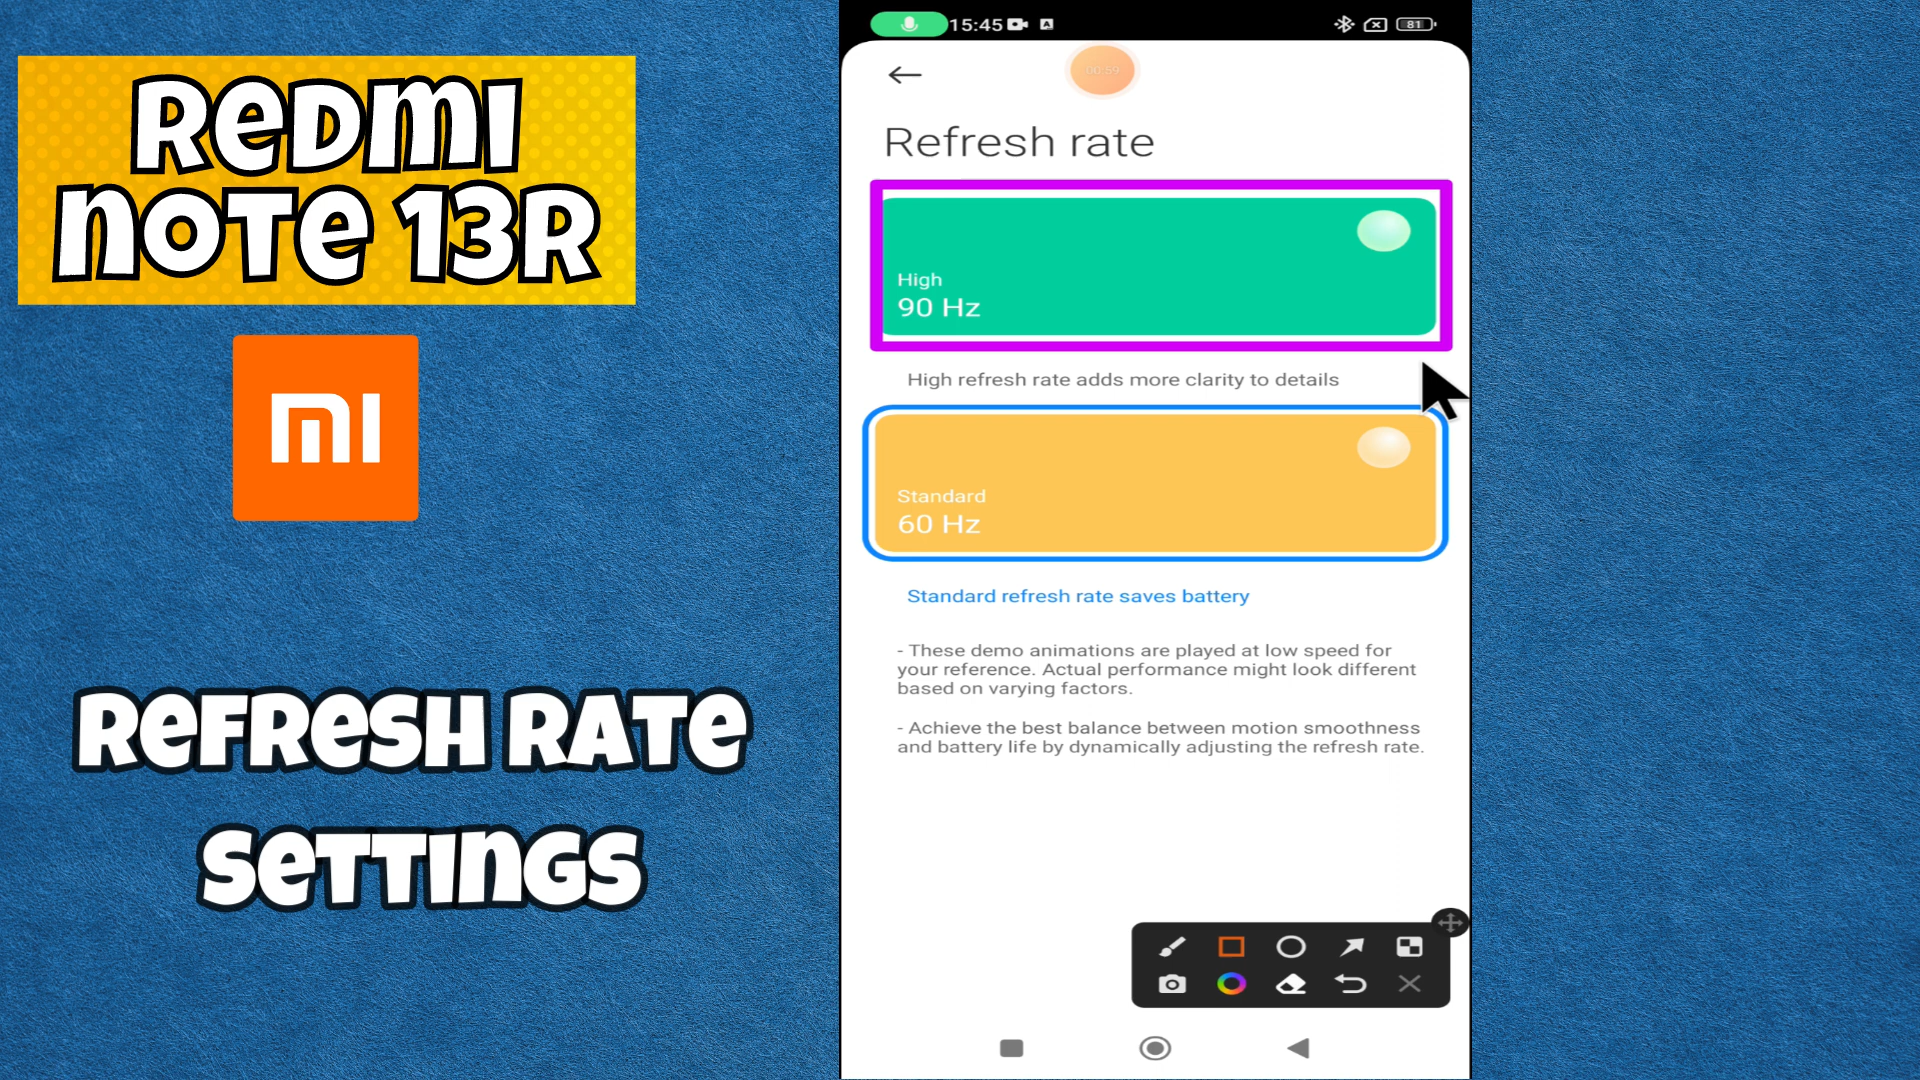 Redmi
note 13R
mi
Refresh Rate
Settings
15:45
A
81
00:59
Refresh rate
High
90 Hz
High refresh rate adds more clarity to details
Standard
60 Hz
Standard refresh rate saves battery
- These demo animations are played at low speed for
your reference. Actual performance might look different
based on varying factors.
- Achieve the best balance between motion smoothness
and battery life by dynamically adjusting the refresh rate.